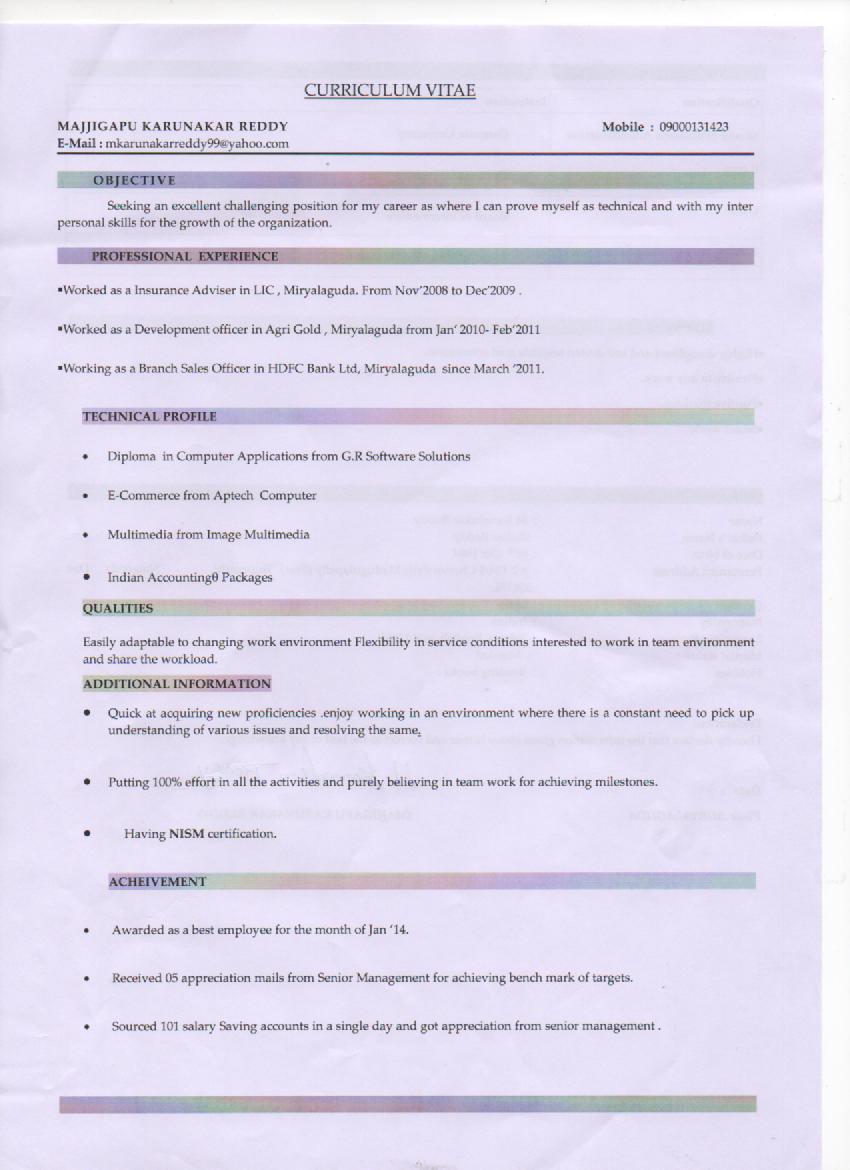 CURRICULUM VITAE
MAJJIGAPU KARUNAKAR REDDY Mobile : 09000131423
E-Mail : mkarunakarreddy99@yahoo.com
OBJECTIVE
Seeking an excellent challenging position for my career as where I can prove myself as technical and with my inter
personal skills for the growth of the organization.
PROFESSIONAL EXPERIENCE
▪Worked as a Insurance Adviser in LIC , Miryalaguda. From Nov'2008 to Dec'2009 .
▪Worked as a Development officer in Agri Gold , Miryalaguda from Jan' 2010- Feb'2011
▪Working as a Branch Sales Officer in HDFC Bank Ltd, Miryalaguda since March '2011.
TECHNICAL PROFILE
• Diploma in Computer Applications from G.R Software Solutions
• E-Commerce from Aptech Computer
• Multimedia from Image Multimedia
• Indian Accountingθ Packages
QUALITIES
Easily adaptable to changing work environment Flexibility in service conditions interested to work in team environment
and share the workload.
ADDITIONAL INFORMATION
• Quick at acquiring new proficiencies .enjoy working in an environment where there is a constant need to pick up
understanding of various issues and resolving the same.
• Putting 100% effort in all the activities and purely believing in team work for achieving milestones.
• Having NISM certification.
ACHEIVEMENT
• Awarded as a best employee for the month of Jan '14.
• Received 05 appreciation mails from Senior Management for achieving bench mark of targets.
• Sourced 101 salary Saving accounts in a single day and got appreciation from senior management .